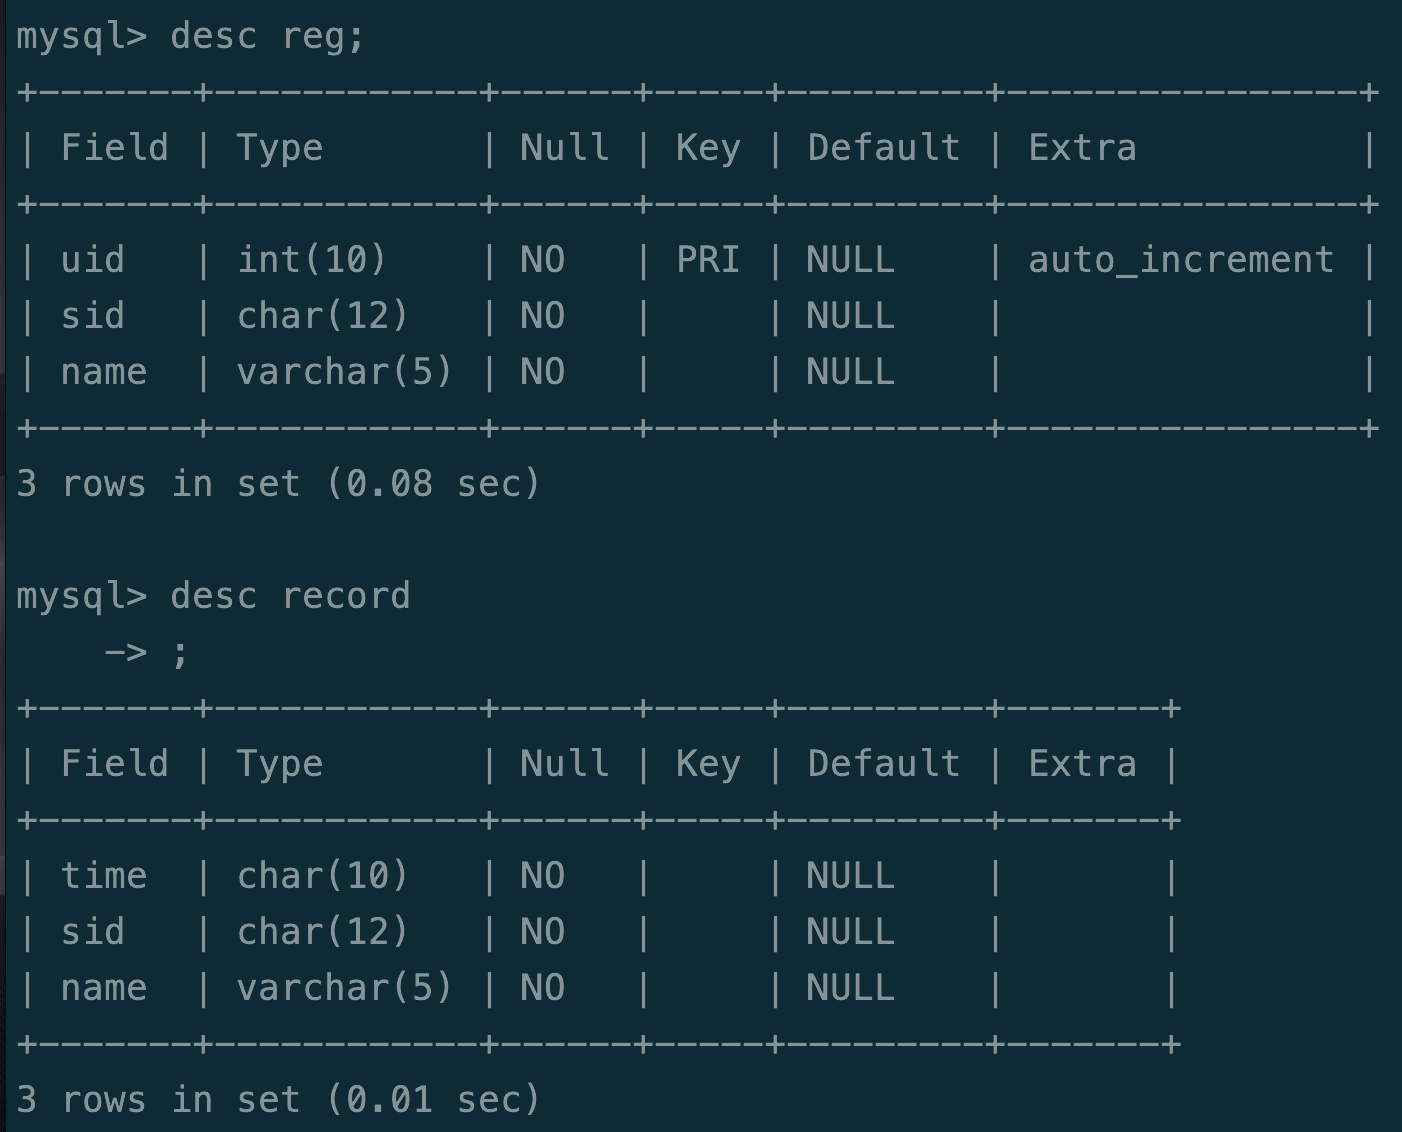 mysql> desc reg;
+-------+------------+------+-----+---------+----------------+
| Field | Type       | Null | Key | Default | Extra          |
+-------+------------+------+-----+---------+----------------+
| uid   | int(10)    | NO   | PRI | NULL    | auto_increment |
| sid   | char(12)   | NO   |     | NULL    |                |
| name  | varchar(5) | NO   |     | NULL    |                |
+-------+------------+------+-----+---------+----------------+
3 rows in set (0.08 sec)
mysql> desc record
    -> ;
+-------+------------+------+-----+---------+-------+
| Field | Type       | Null | Key | Default | Extra |
+-------+------------+------+-----+---------+-------+
| time  | char(10)   | NO   |     | NULL    |       |
| sid   | char(12)   | NO   |     | NULL    |       |
| name  | varchar(5) | NO   |     | NULL    |       |
+-------+------------+------+-----+---------+-------+
3 rows in set (0.01 sec)